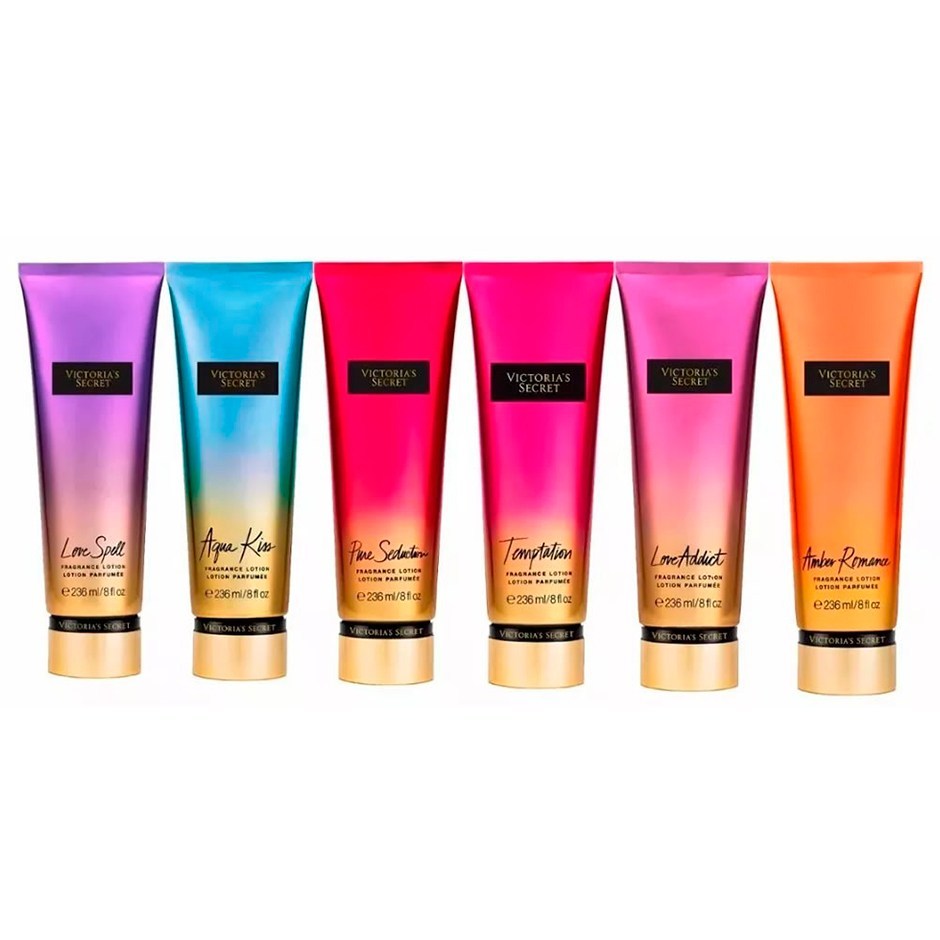 VICTORIA'S
SECRET
Love Spell
FRAGRANCE LOTION
LOTION PARFUMÉE
℮ 236 ml/8 fl oz
VICTORIA'S SECRET
VICTORIA'S
SECRET
Aqua Kiss
FRAGRANCE LOTION
LOTION PARFUMÉE
℮ 236 ml/8 fl oz
VICTORIA'S SECRET
VICTORIA'S
SECRET
Pure Seduction
FRAGRANCE LOTION
LOTION PARFUMÉE
℮ 236 ml/8 fl oz
VICTORIA'S SECRET
VICTORIA'S
SECRET
Temptation
FRAGRANCE LOTION
LOTION PARFUMÉE
℮ 236 ml/8 fl oz
VICTORIA'S SECRET
VICTORIA'S
SECRET
Love Addict
FRAGRANCE LOTION
LOTION PARFUMÉE
℮ 236 ml/8 fl oz
VICTORIA'S SECRET
VICTORIA'S
SECRET
Amber Romance
FRAGRANCE LOTION
LOTION PARFUMÉE
℮ 236 ml/8 fl oz
VICTORIA'S SECRET